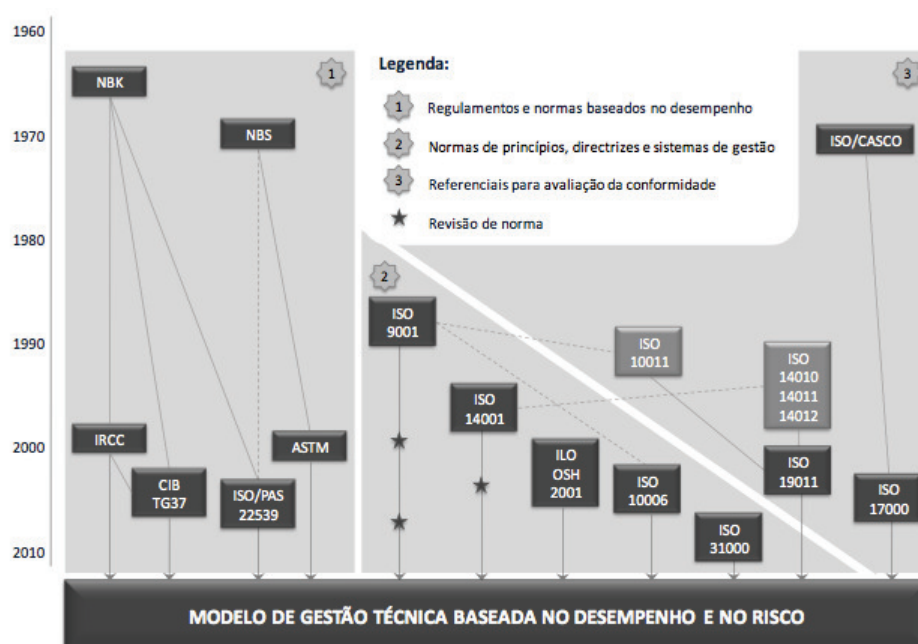 1960
1970
1980
1990
2000
2010
NBK
NBS
1
IRCC
CIB
TG37
ISO/PAS
22539
ASTM
Legenda:
1 Regulamentos e normas baseados no desempenho
2 Normas de princípios, directrizes e sistemas de gestão
3 Referenciais para avaliação da conformidade
Revisão de norma
2
ISO
9001
ISO
14001
ILO
OSH
2001
ISO
10006
ISO
31000
3
ISO/CASCO
ISO
10011
ISO
14010
14011
14012
ISO
19011
ISO
17000
MODELO DE GESTÃO TÉCNICA BASEADA NO DESEMPENHO E NO RISCO